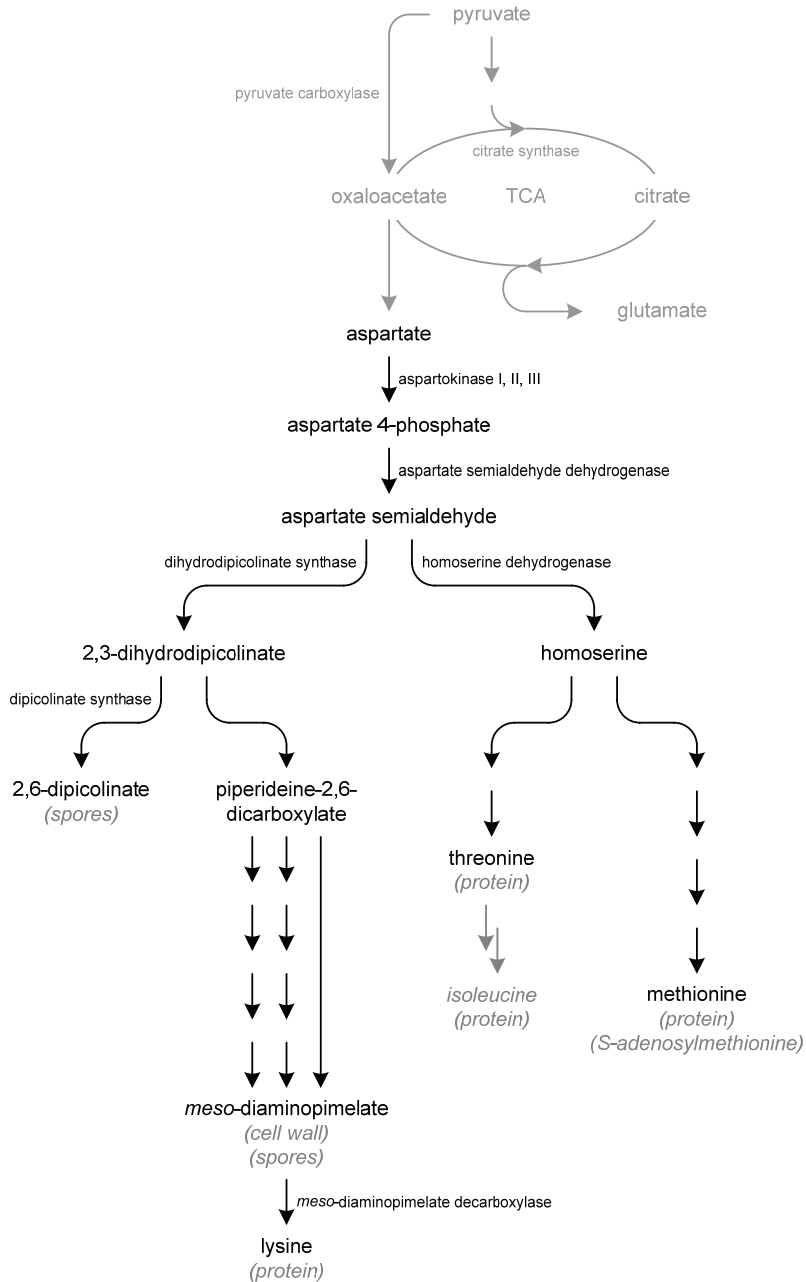 pyruvate
pyruvate carboxylase
citrate synthase
oxaloacetate
TCA
citrate
glutamate
aspartate
aspartokinase I, II, III
aspartate 4-phosphate
aspartate semialdehyde dehydrogenase
aspartate semialdehyde
dihydrodipicolinate synthase
homoserine dehydrogenase
2,3-dihydrodipicolinate
homoserine
dipicolinate synthase
2,6-dipicolinate
(spores)
piperideine-2,6-
dicarboxylate
threonine
(protein)
isoleucine
(protein)
methionine
(protein)
(S-adenosylmethionine)
meso-diaminopimelate
(cell wall)
(spores)
meso-diaminopimelate decarboxylase
lysine
(protein)